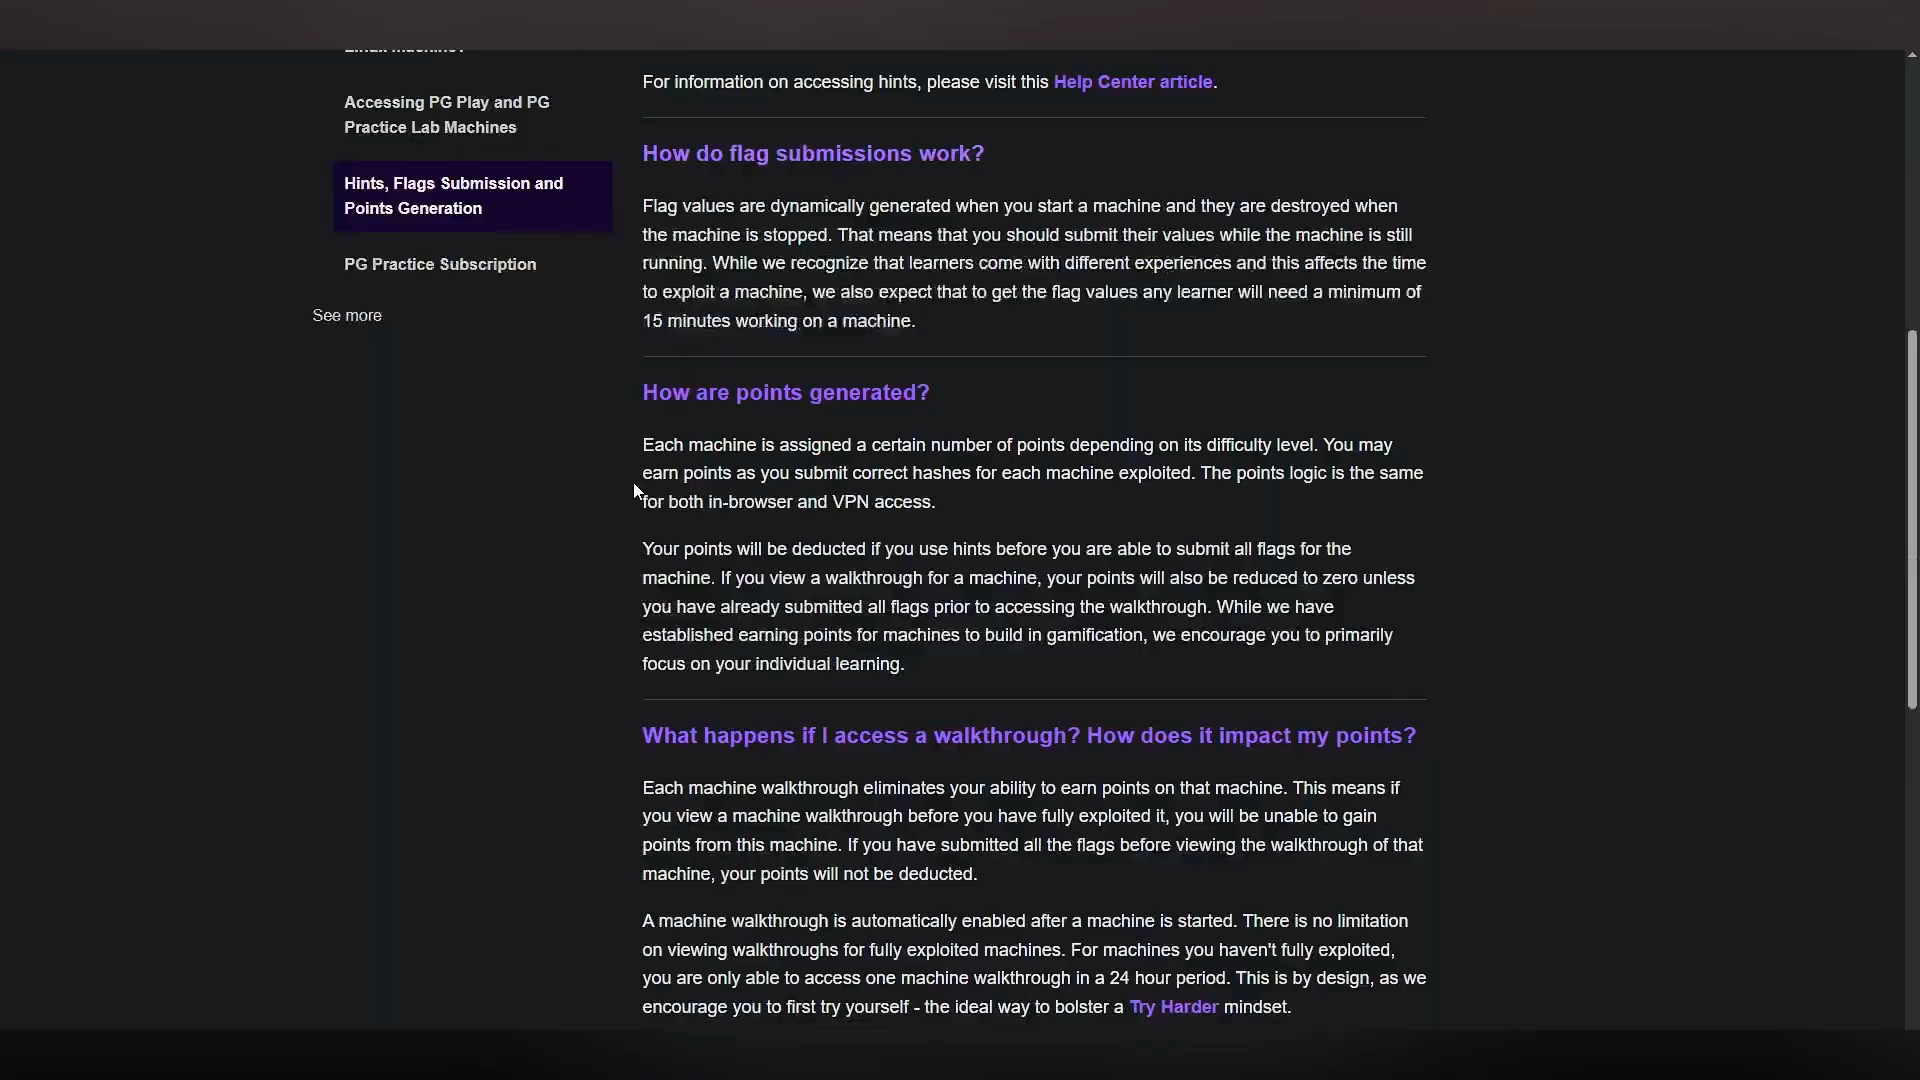 Linux Machine?
Accessing PG Play and PG
Practice Lab Machines
Hints, Flags Submission and
Points Generation
PG Practice Subscription
See more
For information on accessing hints, please visit this Help Center article.
How do flag submissions work?
Flag values are dynamically generated when you start a machine and they are destroyed when
the machine is stopped. That means that you should submit their values while the machine is still
running. While we recognize that learners come with different experiences and this affects the time
to exploit a machine, we also expect that to get the flag values any learner will need a minimum of
15 minutes working on a machine.
How are points generated?
Each machine is assigned a certain number of points depending on its difficulty level. You may
earn points as you submit correct hashes for each machine exploited. The points logic is the same
for both in-browser and VPN access.
Your points will be deducted if you use hints before you are able to submit all flags for the
machine. If you view a walkthrough for a machine, your points will also be reduced to zero unless
you have already submitted all flags prior to accessing the walkthrough. While we have
established earning points for machines to build in gamification, we encourage you to primarily
focus on your individual learning.
What happens if I access a walkthrough? How does it impact my points?
Each machine walkthrough eliminates your ability to earn points on that machine. This means if
you view a machine walkthrough before you have fully exploited it, you will be unable to gain
points from this machine. If you have submitted all the flags before viewing the walkthrough of that
machine, your points will not be deducted.
A machine walkthrough is automatically enabled after a machine is started. There is no limitation
on viewing walkthroughs for fully exploited machines. For machines you haven't fully exploited,
you are only able to access one machine walkthrough in a 24 hour period. This is by design, as we
encourage you to first try yourself - the ideal way to bolster a Try Harder mindset.